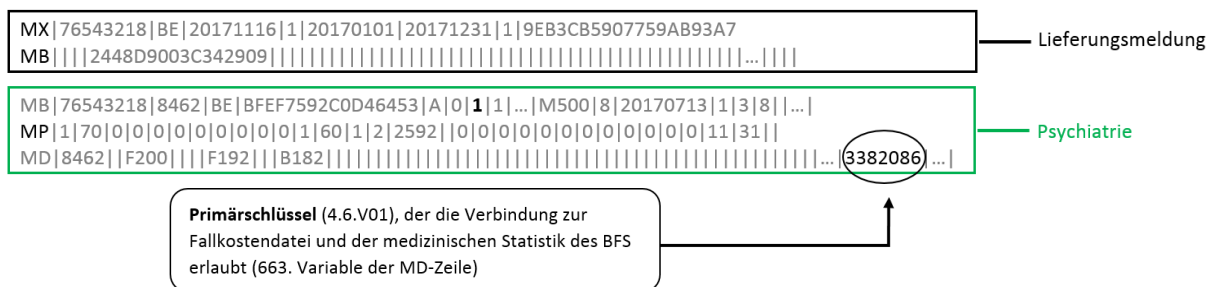 MX|76543218|BE|20171116|1|20170101|20171231|1|9EB3CB5907759AB93A7
MB||||2448D9003C342909|||||||||||||||||||||||||||||||||||||||||||||||...||||
Lieferungsmeldung
MB|76543218|8462|BE|BFEF7592C0D46453|A|0|1|1|...|M500|8|20170713|1|3|8||...|
MP|1|70|0|0|0|0|0|0|0|0|0|1|60|1|2|2592||0|0|0|0|0|0|0|0|0|0|0|0|11|31||
MD|8462||F200||||F192|||B182|||||||||||||||||||||||||||||||||||||||||||||||||...|3382086|...|
Psychiatrie
Primärschlüssel (4.6.V01), der die Verbindung zur
Fallkostendatei und der medizinischen Statistik des BFS
erlaubt (663. Variable der MD-Zeile)